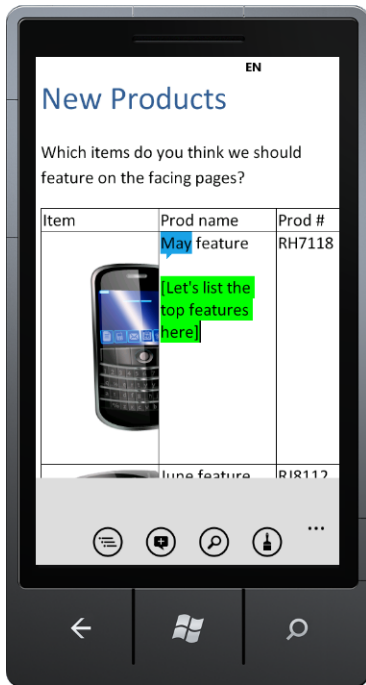 EN
New Products
Which items do you think we should
feature on the facing pages?
Item Prod name Prod #
May feature RH7118
[Let's list the
top features
here]
June feature RJ8112